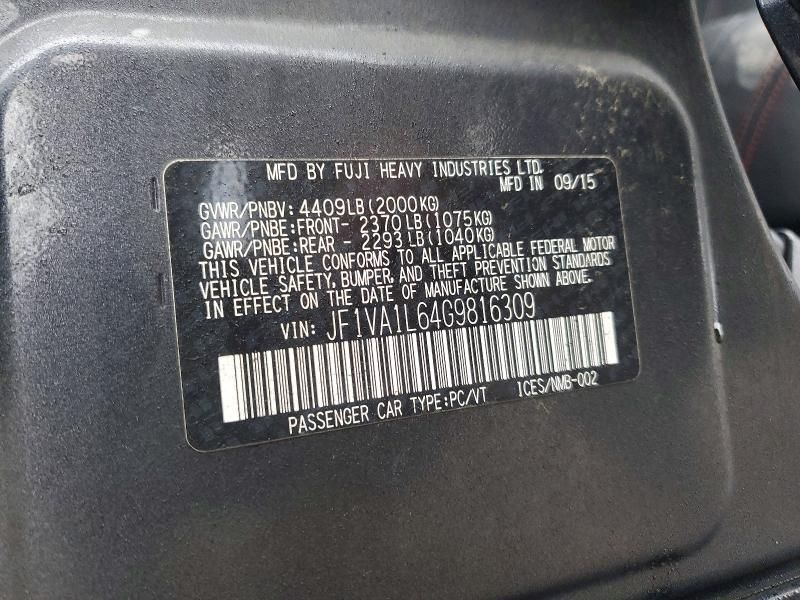 MFD BY FUJI HEAVY INDUSTRIES LTD.
MFD IN 09/15
GVWR/PNBV: 4409LB(2000KG)
GAWR/PNBE:FRONT- 2370LB(1075KG)
GAWR/PNBE:REAR - 2293LB(1040KG)
THIS VEHICLE CONFORMS TO ALL APPLICABLE FEDERAL MOTOR
VEHICLE SAFETY, BUMPER, AND THEFT PREVENTION STANDARDS
IN EFFECT ON THE DATE OF MANUFACTURE SHOWN ABOVE.
VIN: JF1VA1L64G9816309
PASSENGER CAR TYPE:PC/VT ICES/NMB-002